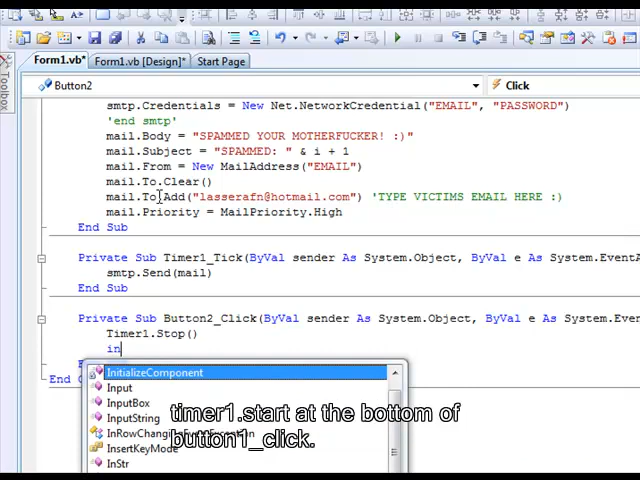 Form1.vb*
Form1.vb [Design]*
Start Page
Toolbox
Button2
Click
smtp.Credentials = New Net.NetworkCredential("EMAIL", "PASSWORD")
'end smtp'
mail.Body = "SPAMMED YOUR MOTHERFUCKER! :)"
mail.Subject = "SPAMMED: " & i + 1
mail.From = New MailAddress("EMAIL")
mail.To.Clear()
mail.To.Add("lasserafn@hotmail.com") 'TYPE VICTIMS EMAIL HERE :)
mail.Priority = MailPriority.High
End Sub
Private Sub Timer1_Tick(ByVal sender As System.Object, ByVal e As System.EventA
smtp.Send(mail)
End Sub
Private Sub Button2_Click(ByVal sender As System.Object, ByVal e As System.Even
Timer1.Stop()
in
End C
InitializeComponent
Input
InputBox
InputString
InRowChangingEventException
InsertKeyMode
InStr
timer1.start at the bottom of
button1_click.